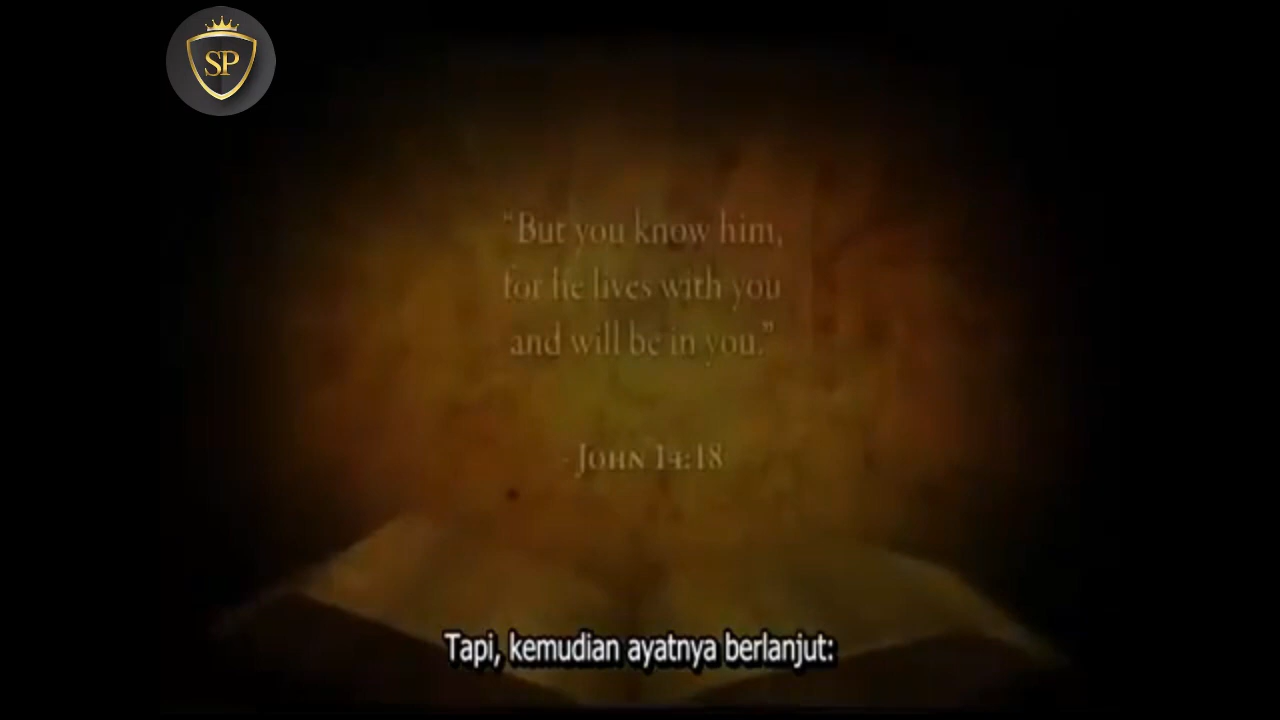 SP
“But you know him,
for he lives with you
and will be in you.”
- John 14:18
Tapi, kemudian ayatnya berlanjut: